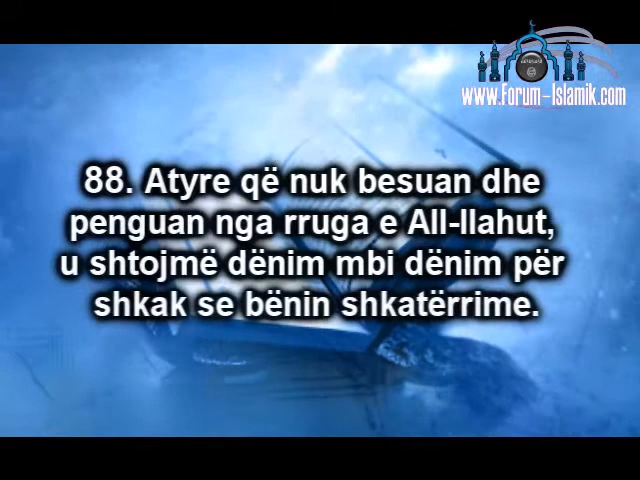 www.Forum-Islamik.com
88. Atyre që nuk besuan dhe
penguan nga rruga e All-llahut,
u shtojmë dënim mbi dënim për
shkak se bënin shkatërrime.